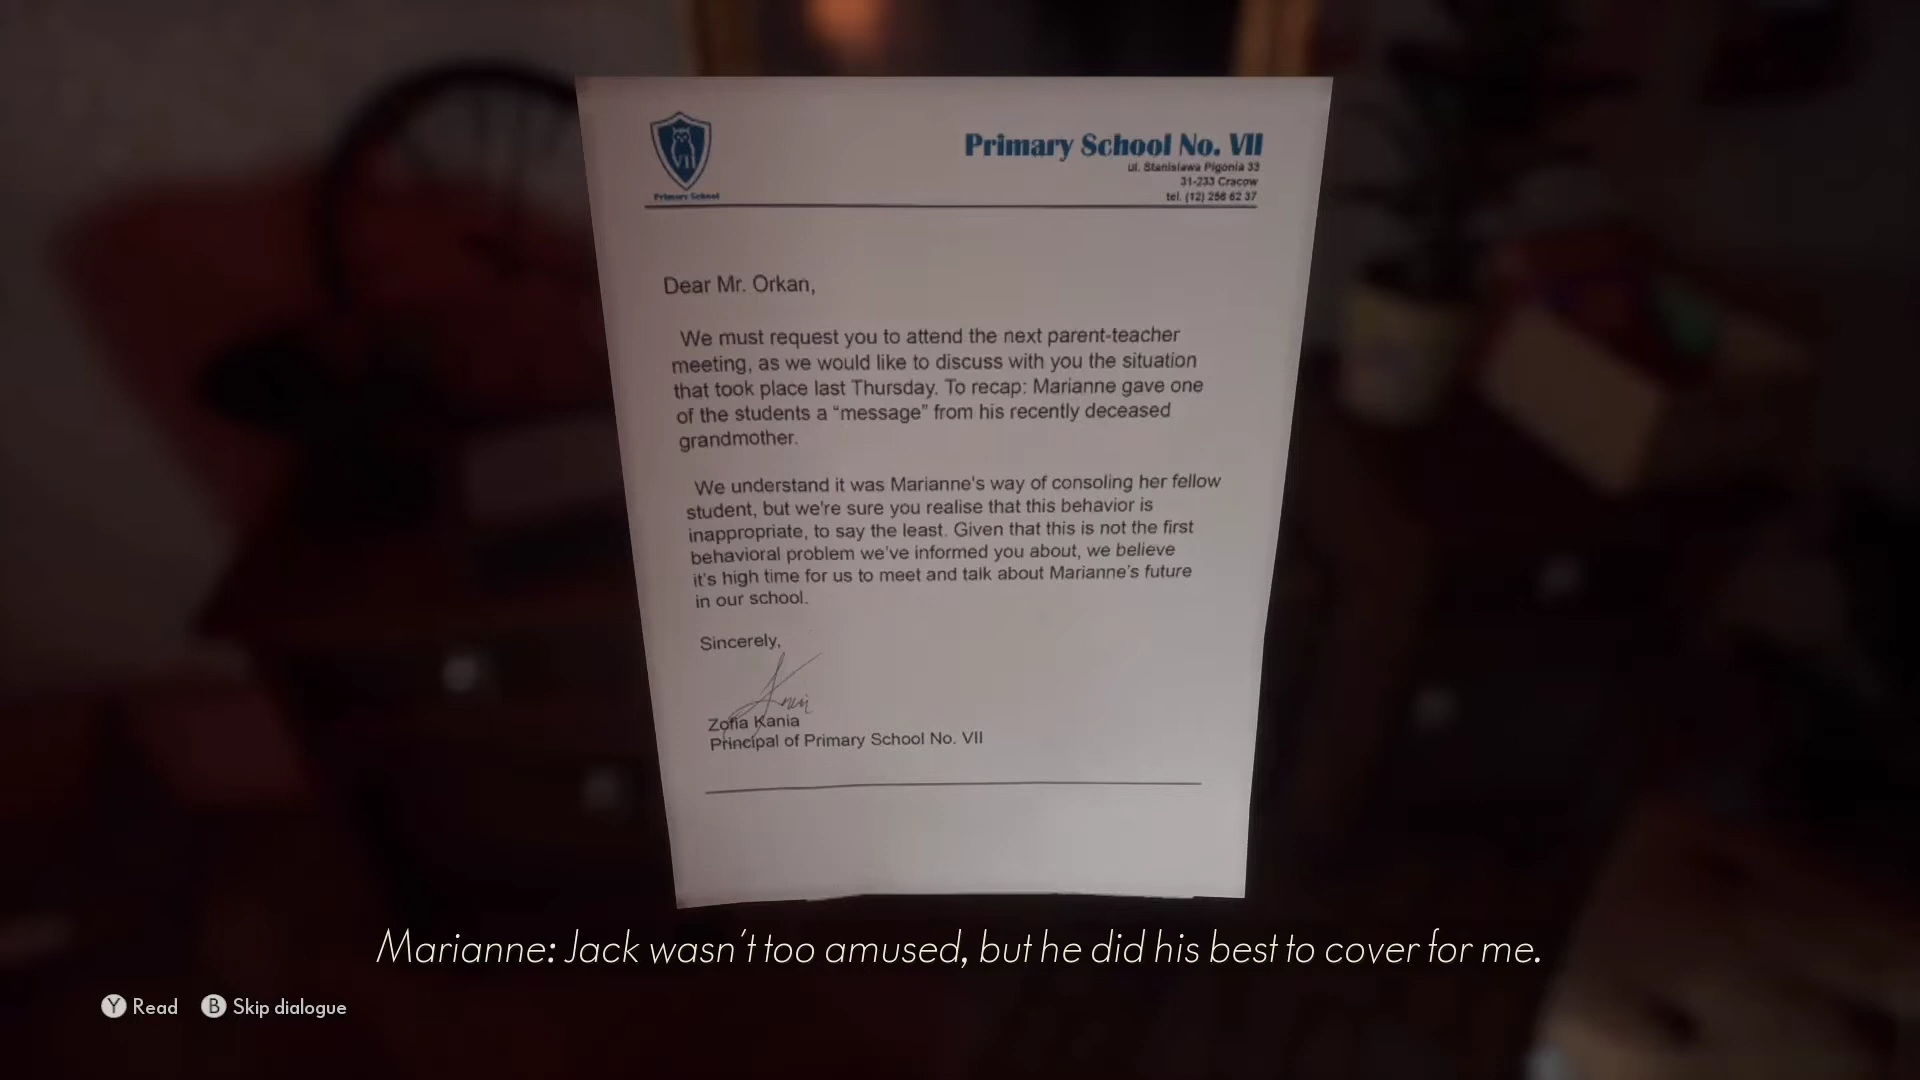 Primary School
Primary School No. VII
ul. Stanisława Pigonia 33
31-233 Cracow
tel. (12) 256 62 37
Dear Mr. Orkan,
We must request you to attend the next parent-teacher
meeting, as we would like to discuss with you the situation
that took place last Thursday. To recap: Marianne gave one
of the students a “message” from his recently deceased
grandmother.
We understand it was Marianne's way of consoling her fellow
student, but we're sure you realise that this behavior is
inappropriate, to say the least. Given that this is not the first
behavioral problem we've informed you about, we believe
it's high time for us to meet and talk about Marianne's future
in our school.
Sincerely,
Zofia Kania
Principal of Primary School No. VII
Marianne: Jack wasn't too amused, but he did his best to cover for me.
Y Read B Skip dialogue